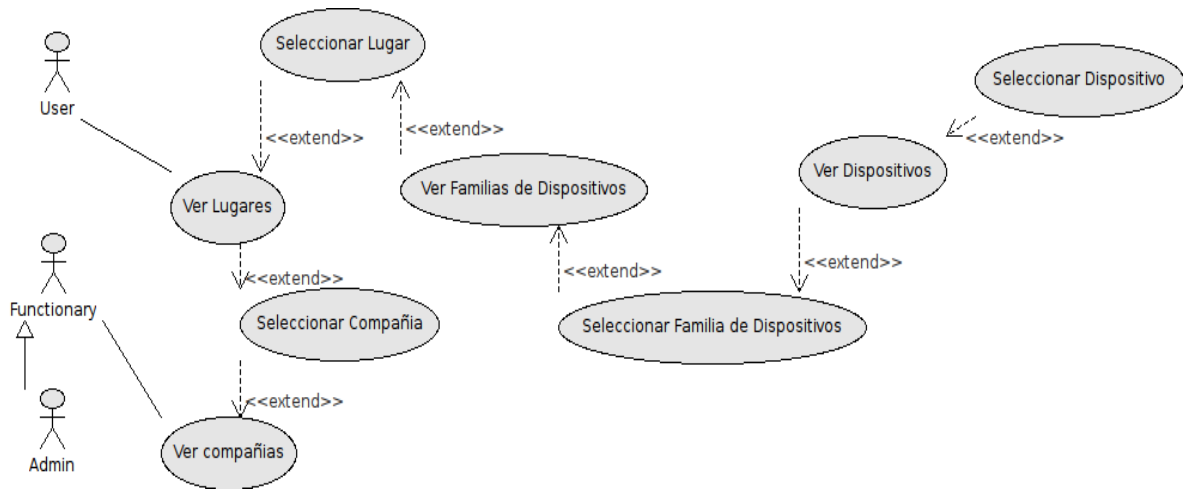 Seleccionar Lugar
Seleccionar Dispositivo
User
<<extend>>
<<extend>>
<<extend>>
Ver Dispositivos
Ver Familias de Dispositivos
Ver Lugares
<<extend>>
<<extend>>
<<extend>>
Functionary
Seleccionar Compañia
Seleccionar Familia de Dispositivos
<<extend>>
Ver compañias
Admin